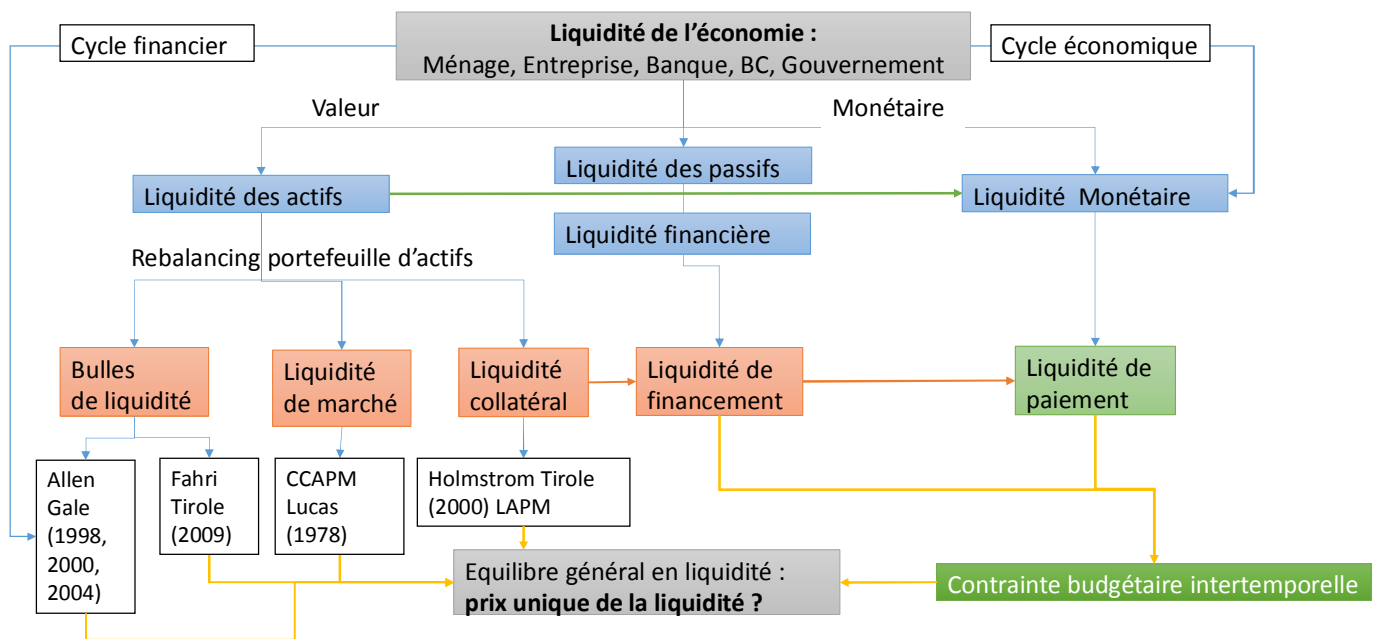 Cycle financier
Liquidité de l'économie :
Ménage, Entreprise, Banque, BC, Gouvernement
Cycle économique
Valeur
Monétaire
Liquidité des passifs
Liquidité des actifs
Liquidité Monétaire
Liquidité financière
Rebalancing portefeuille d'actifs
Bulles
de liquidité
Liquidité
de marché
Liquidité
collatéral
Liquidité de
financement
Liquidité de
paiement
Allen
Gale
(1998,
2000,
2004)
Fahri
Tirole
(2009)
CCAPM
Lucas
(1978)
Holmstrom Tirole
(2000) LAPM
Equilibre général en liquidité :
prix unique de la liquidité ?
Contrainte budgétaire intertemporelle